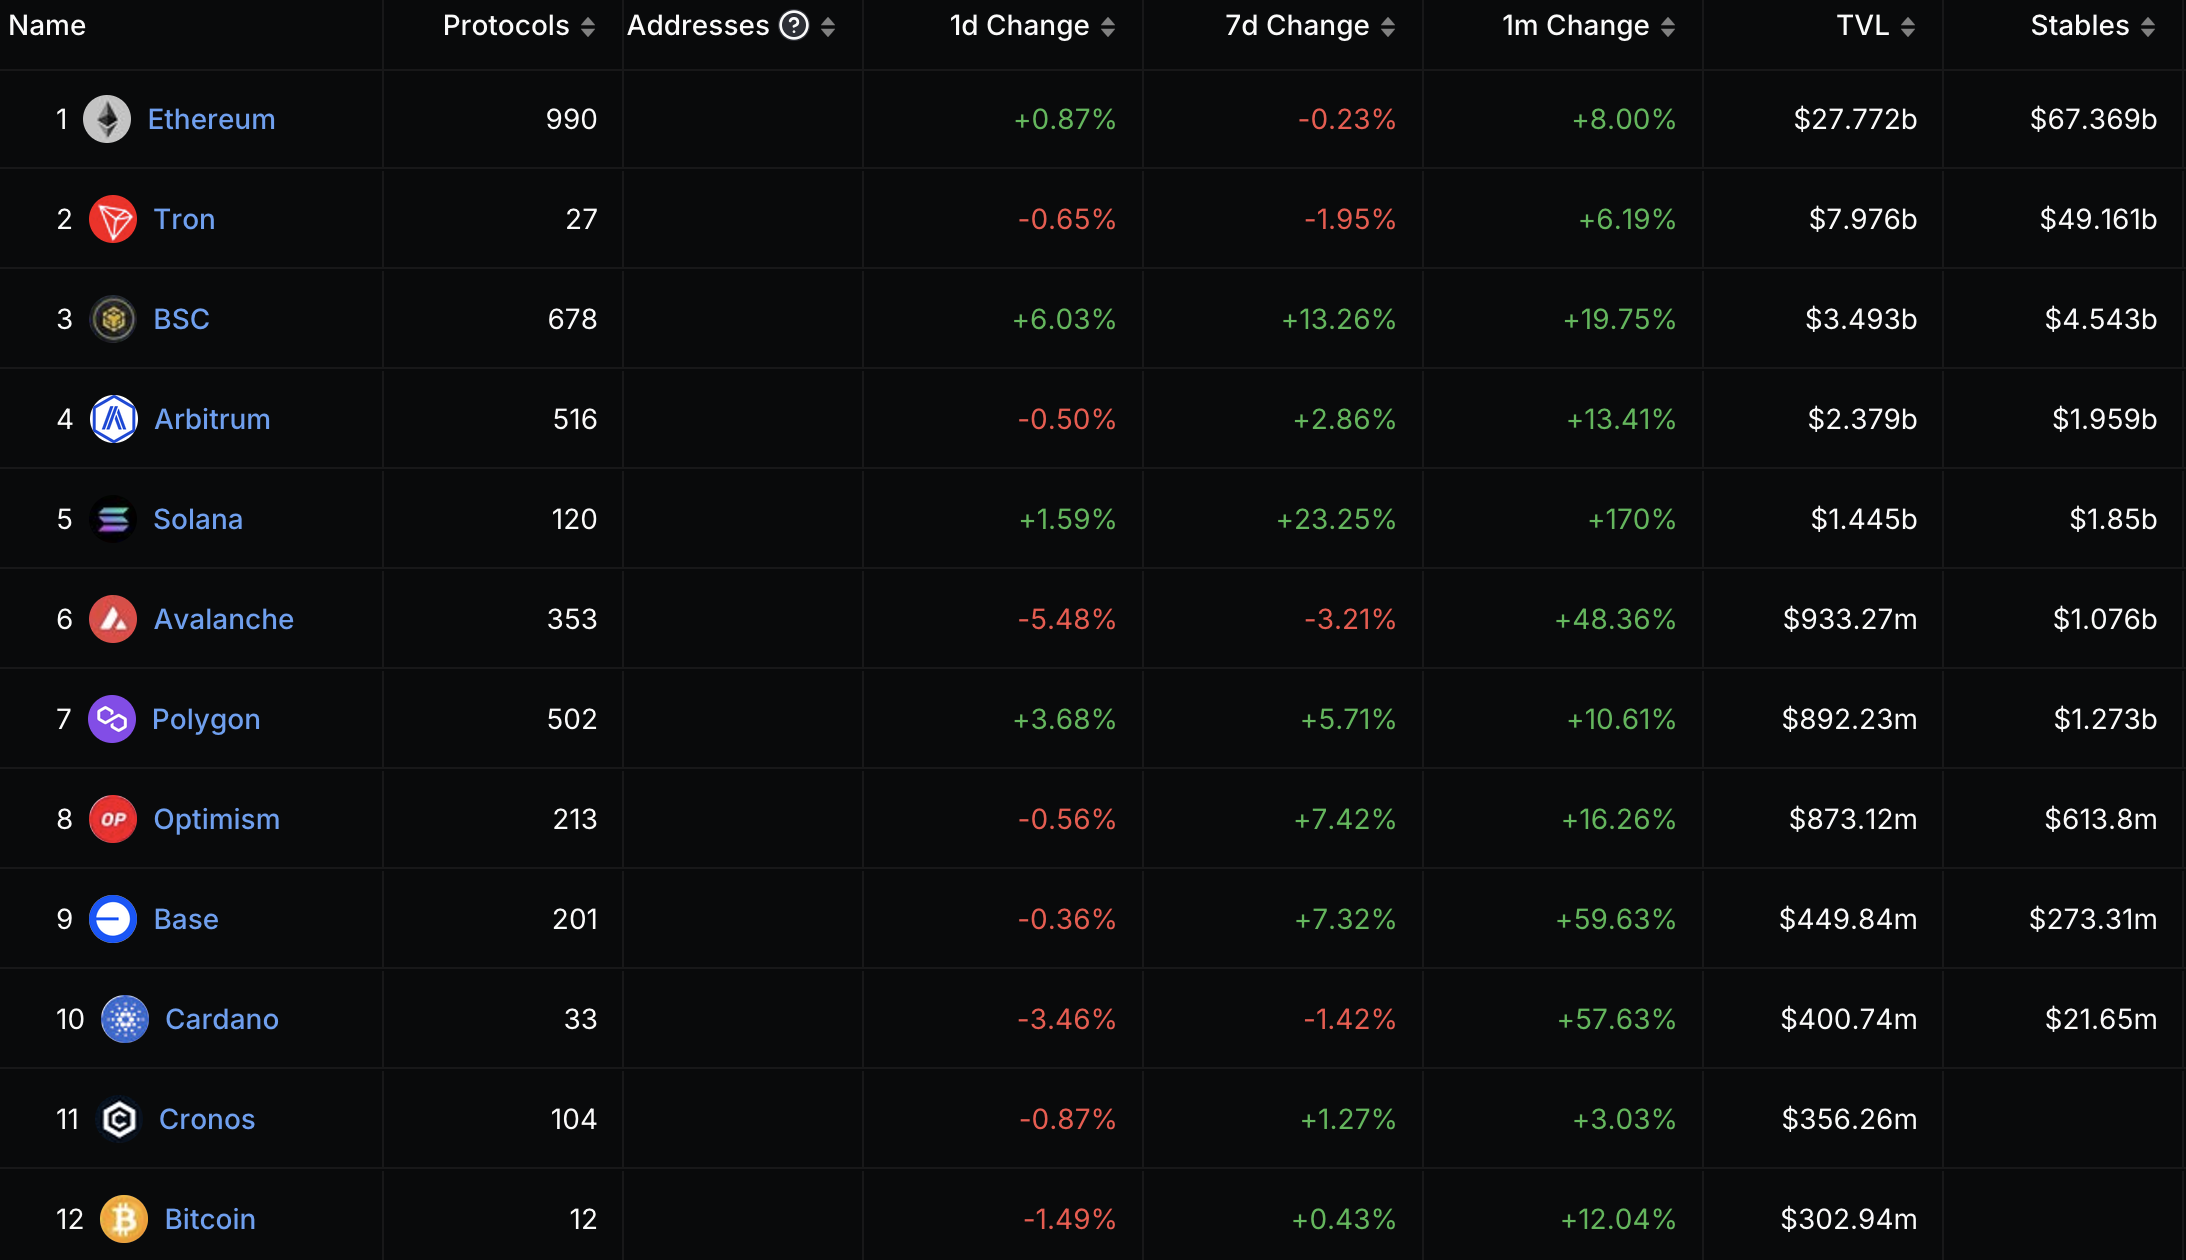 Name Protocols Addresses ? 1d Change 7d Change 1m Change TVL Stables
1 Ethereum 990 +0.87% -0.23% +8.00% $27.772b $67.369b
2 Tron 27 -0.65% -1.95% +6.19% $7.976b $49.161b
3 BSC 678 +6.03% +13.26% +19.75% $3.493b $4.543b
4 Arbitrum 516 -0.50% +2.86% +13.41% $2.379b $1.959b
5 Solana 120 +1.59% +23.25% +170% $1.445b $1.85b
6 Avalanche 353 -5.48% -3.21% +48.36% $933.27m $1.076b
7 Polygon 502 +3.68% +5.71% +10.61% $892.23m $1.273b
8 OP Optimism 213 -0.56% +7.42% +16.26% $873.12m $613.8m
9 Base 201 -0.36% +7.32% +59.63% $449.84m $273.31m
10 Cardano 33 -3.46% -1.42% +57.63% $400.74m $21.65m
11 Cronos 104 -0.87% +1.27% +3.03% $356.26m
12 Bitcoin 12 -1.49% +0.43% +12.04% $302.94m